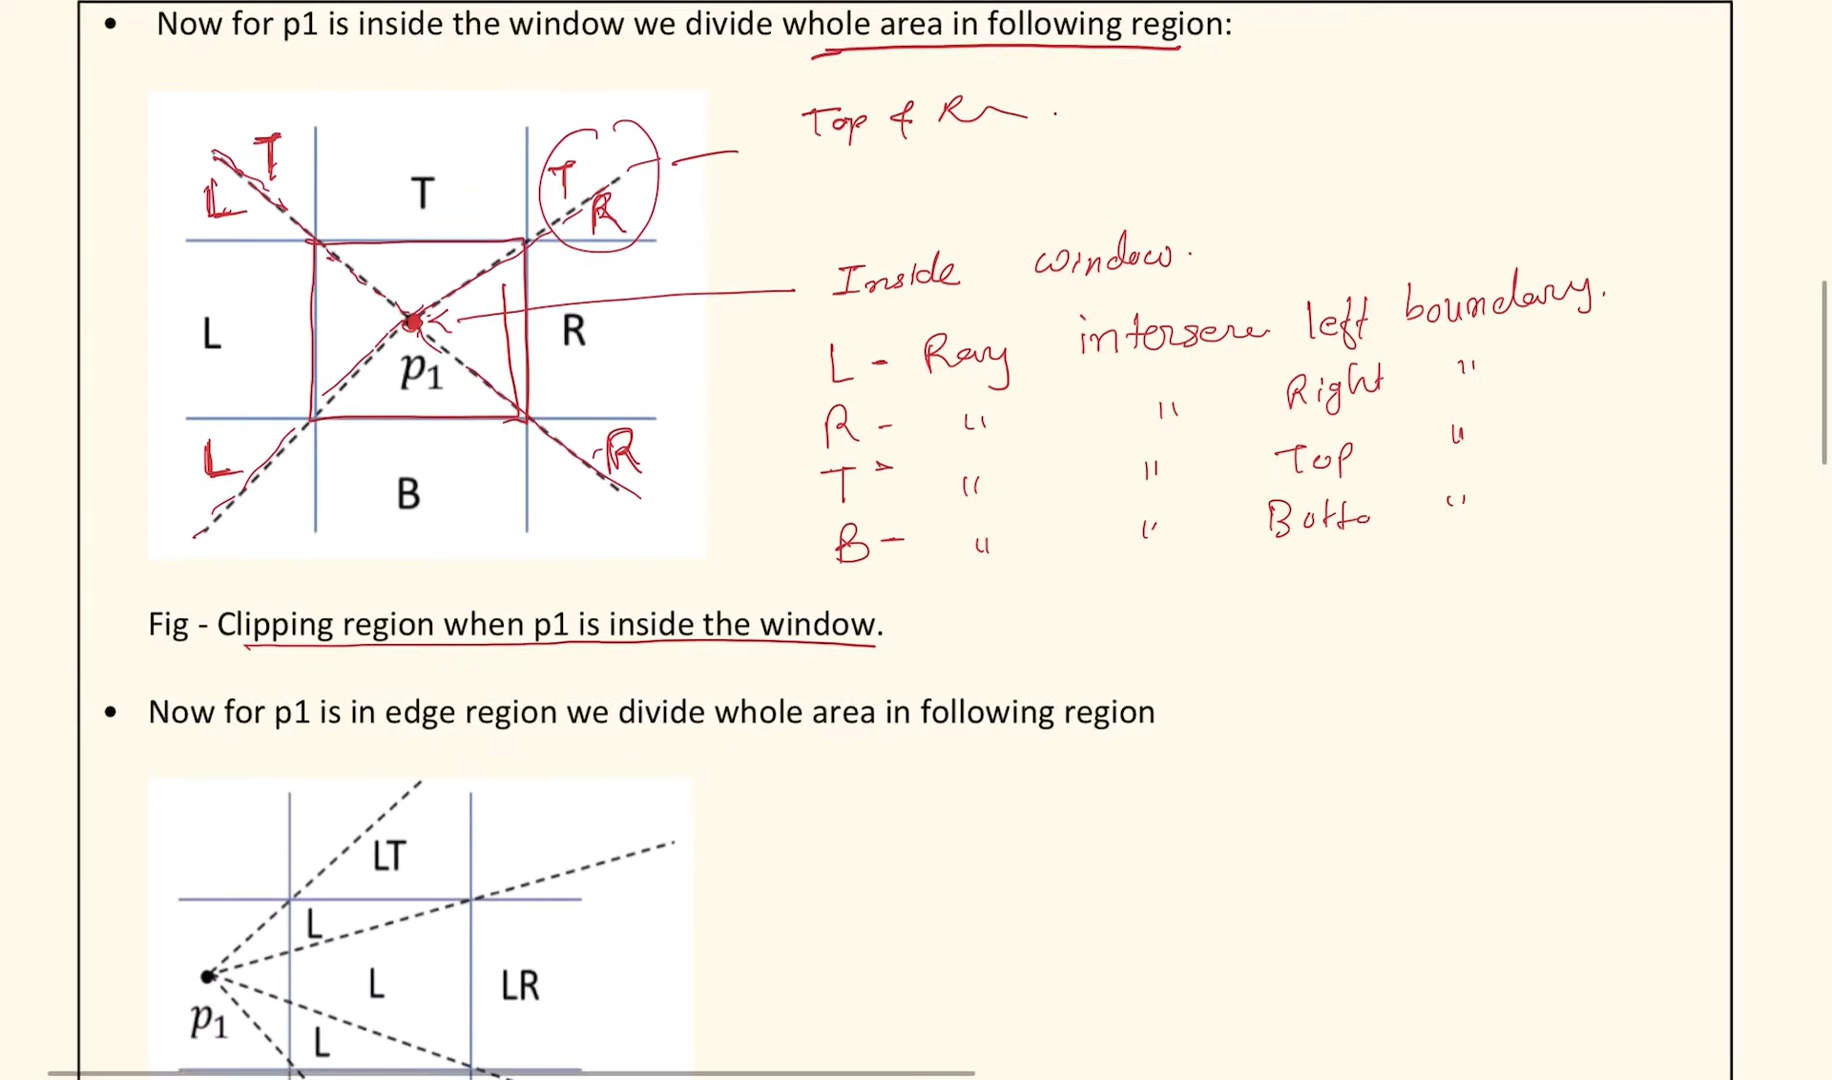 • Now for p1 is inside the window we divide whole area in following region:
Top & R
T
L
T
T
R
Inside window.
L
p₁
R
L - Ray intersere left boundary.
R - " " Right "
T - " " Top "
B - " " Botto "
L
B
R
Fig - Clipping region when p1 is inside the window.
• Now for p1 is in edge region we divide whole area in following region
LT
L
L
LR
p₁
L